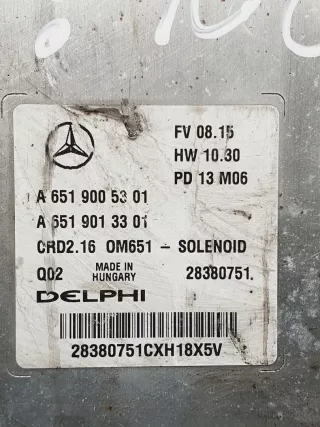 FV 08.15
HW 10.30
PD 13 M06
A 651 900 53 01
A 651 901 33 01
CRD2.16 OM651 - SOLENOID
Q02 MADE IN HUNGARY 28380751.
DELPHI
28380751CXH18X5V